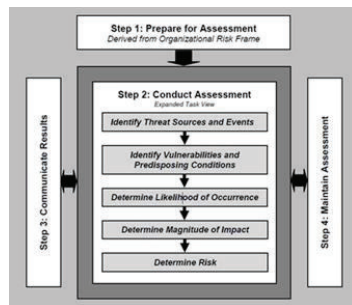 Step 1: Prepare for Assessment
Derived from Organizational Risk Frame
Step 2: Conduct Assessment
Expanded Task View
Identify Threat Sources and Events
Identify Vulnerabilities and
Predisposing Conditions
Determine Likelihood of Occurrence
Determine Magnitude of Impact
Determine Risk
Step 3: Communicate Results
Step 4: Maintain Assessment